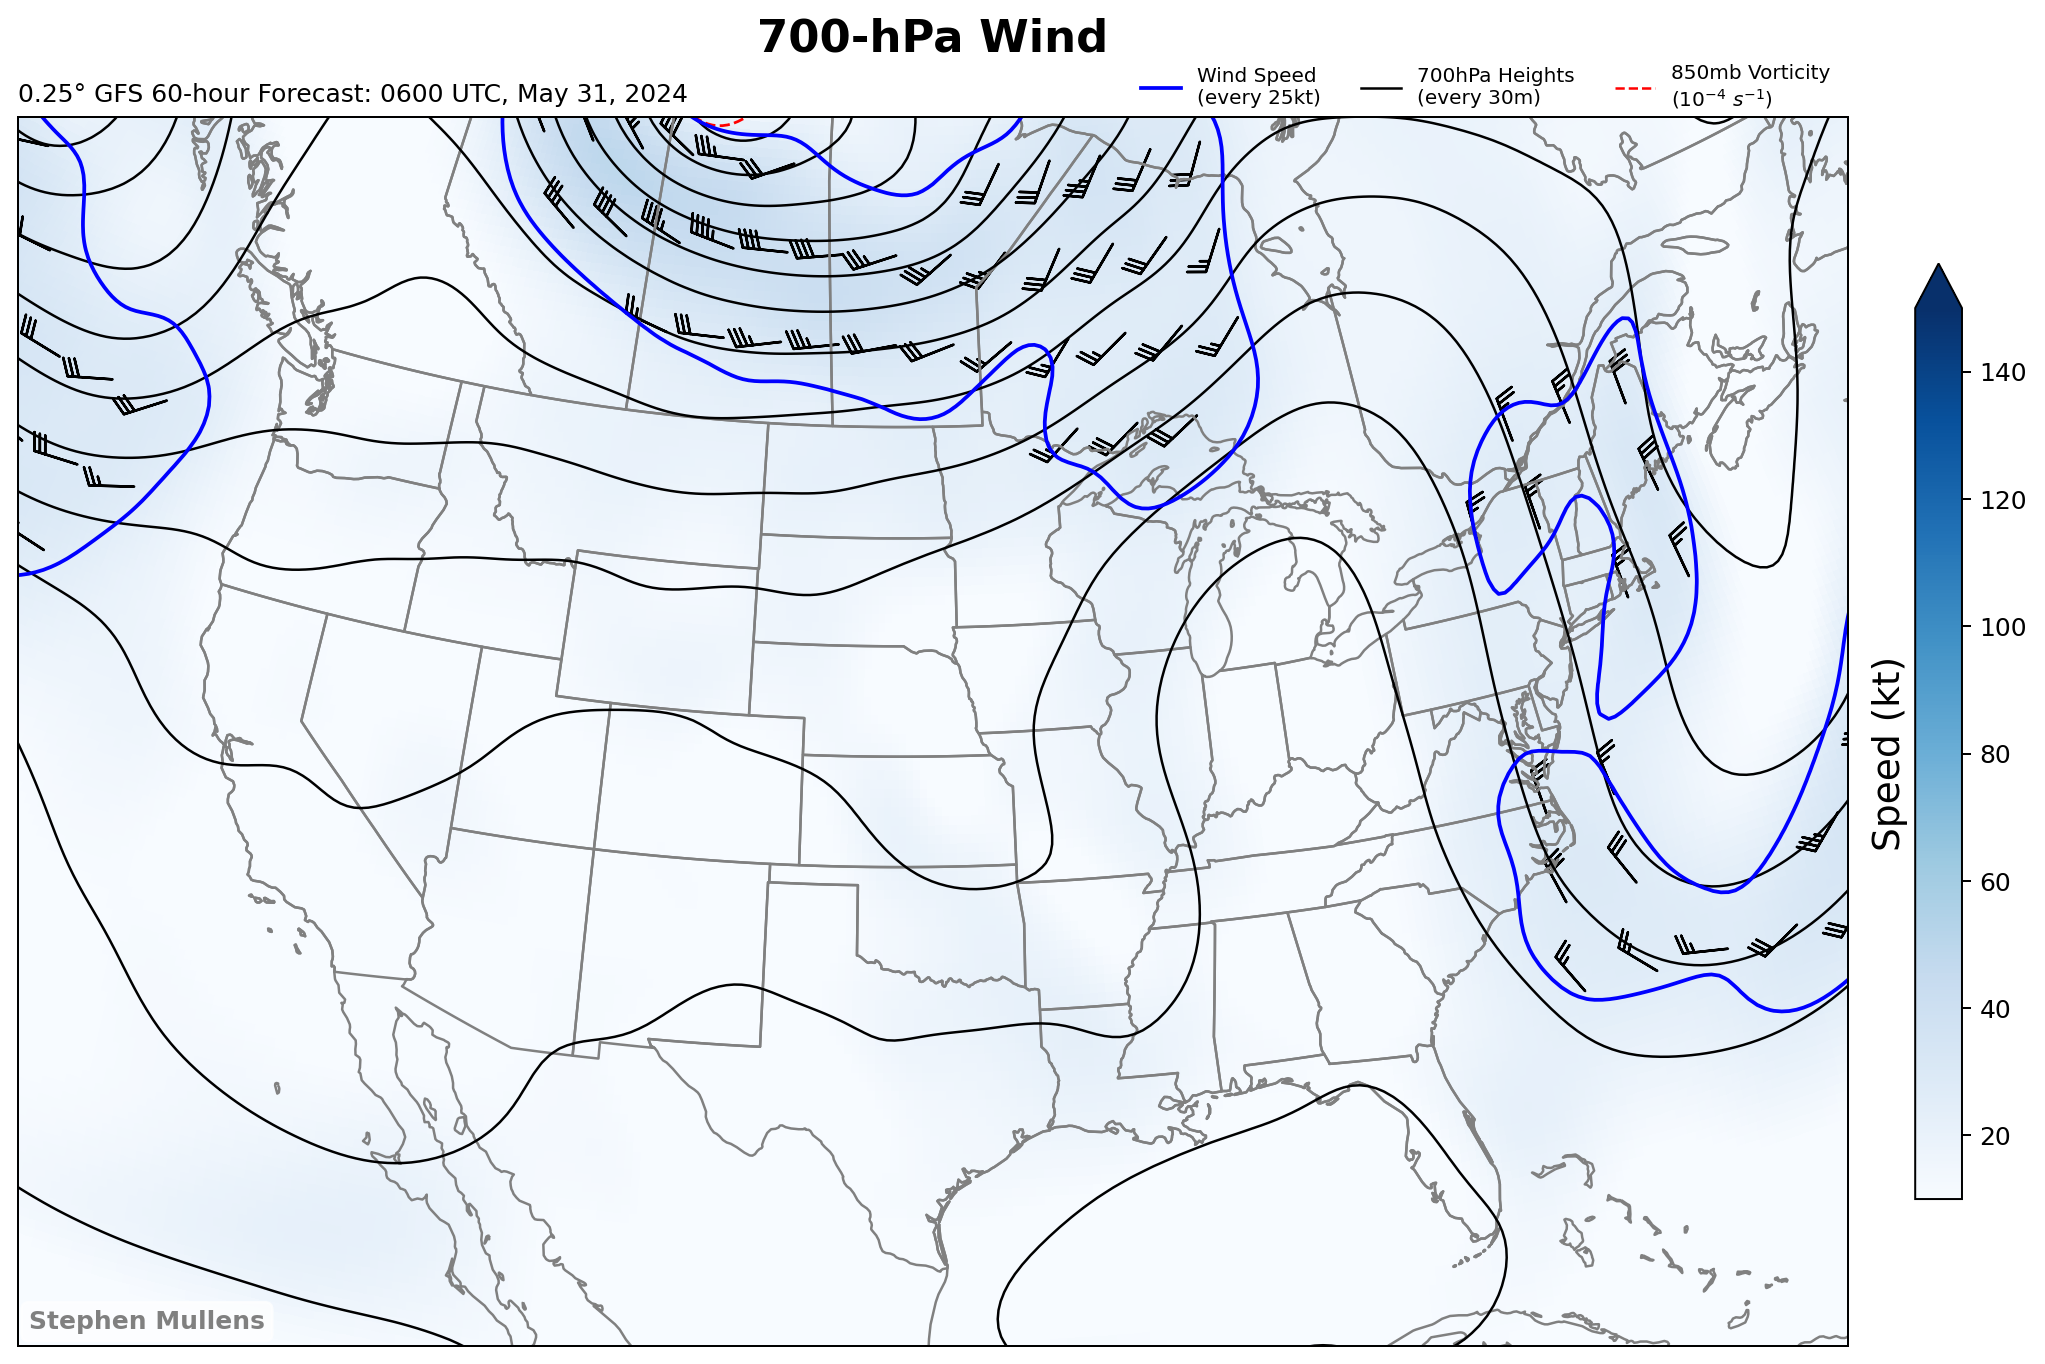 700-hPa Wind
0.25° GFS 60-hour Forecast: 0600 UTC, May 31, 2024
Wind Speed
(every 25kt)
700hPa Heights
(every 30m)
850mb Vorticity
(10⁻⁴ s⁻¹)
140
120
100
80
60
40
20
Speed (kt)
Stephen Mullens